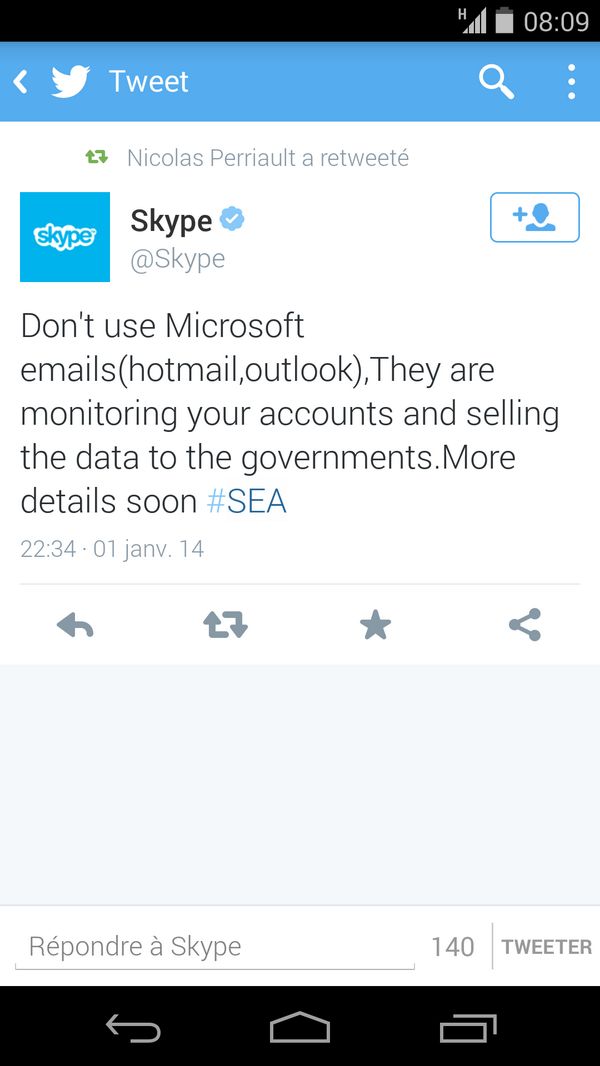 H 08:09
Tweet
Nicolas Perriault a retweeté
skype
Skype
@Skype
Don't use Microsoft
emails(hotmail,outlook),They are
monitoring your accounts and selling
the data to the governments.More
details soon #SEA
22:34 · 01 janv. 14
Répondre à Skype 140 TWEETER